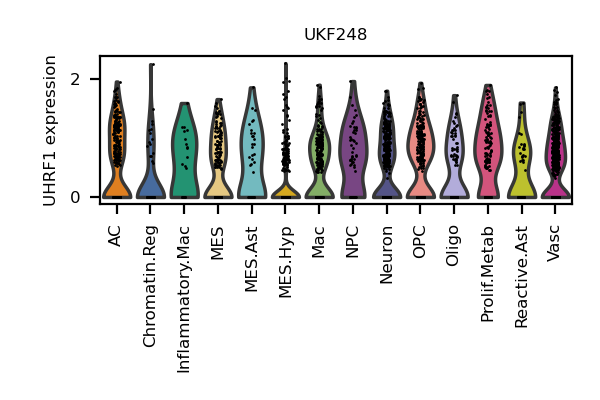 UKF248
UHRF1 expression
2
0
AC
Chromatin.Reg
Inflammatory.Mac
MES
MES.Ast
MES.Hyp
Mac
NPC
Neuron
OPC
Oligo
Prolif.Metab
Reactive.Ast
Vasc